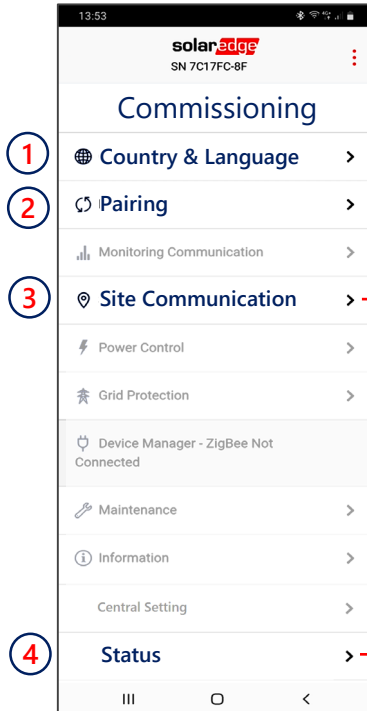 13:53
solaredge
SN 7C17FC-8F
Commissioning
1 Country & Language
2 Pairing
Monitoring Communication
3 Site Communication
Power Control
Grid Protection
Device Manager - ZigBee Not
Connected
Maintenance
Information
Central Setting
4 Status